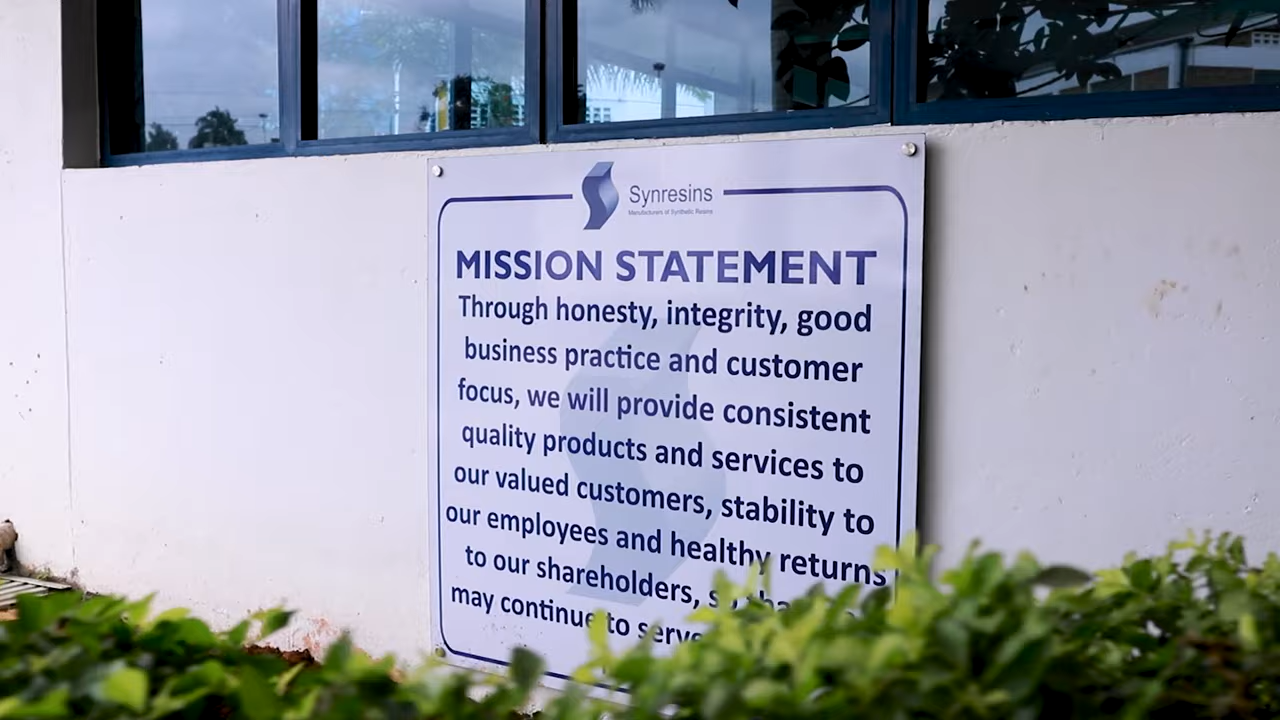 Synresins
Manufacturers of Synthetic Resins
MISSION STATEMENT
Through honesty, integrity, good
business practice and customer
focus, we will provide consistent
quality products and services to
our valued customers, stability to
our employees and healthy returns
to our shareholders, so
may continue to serve